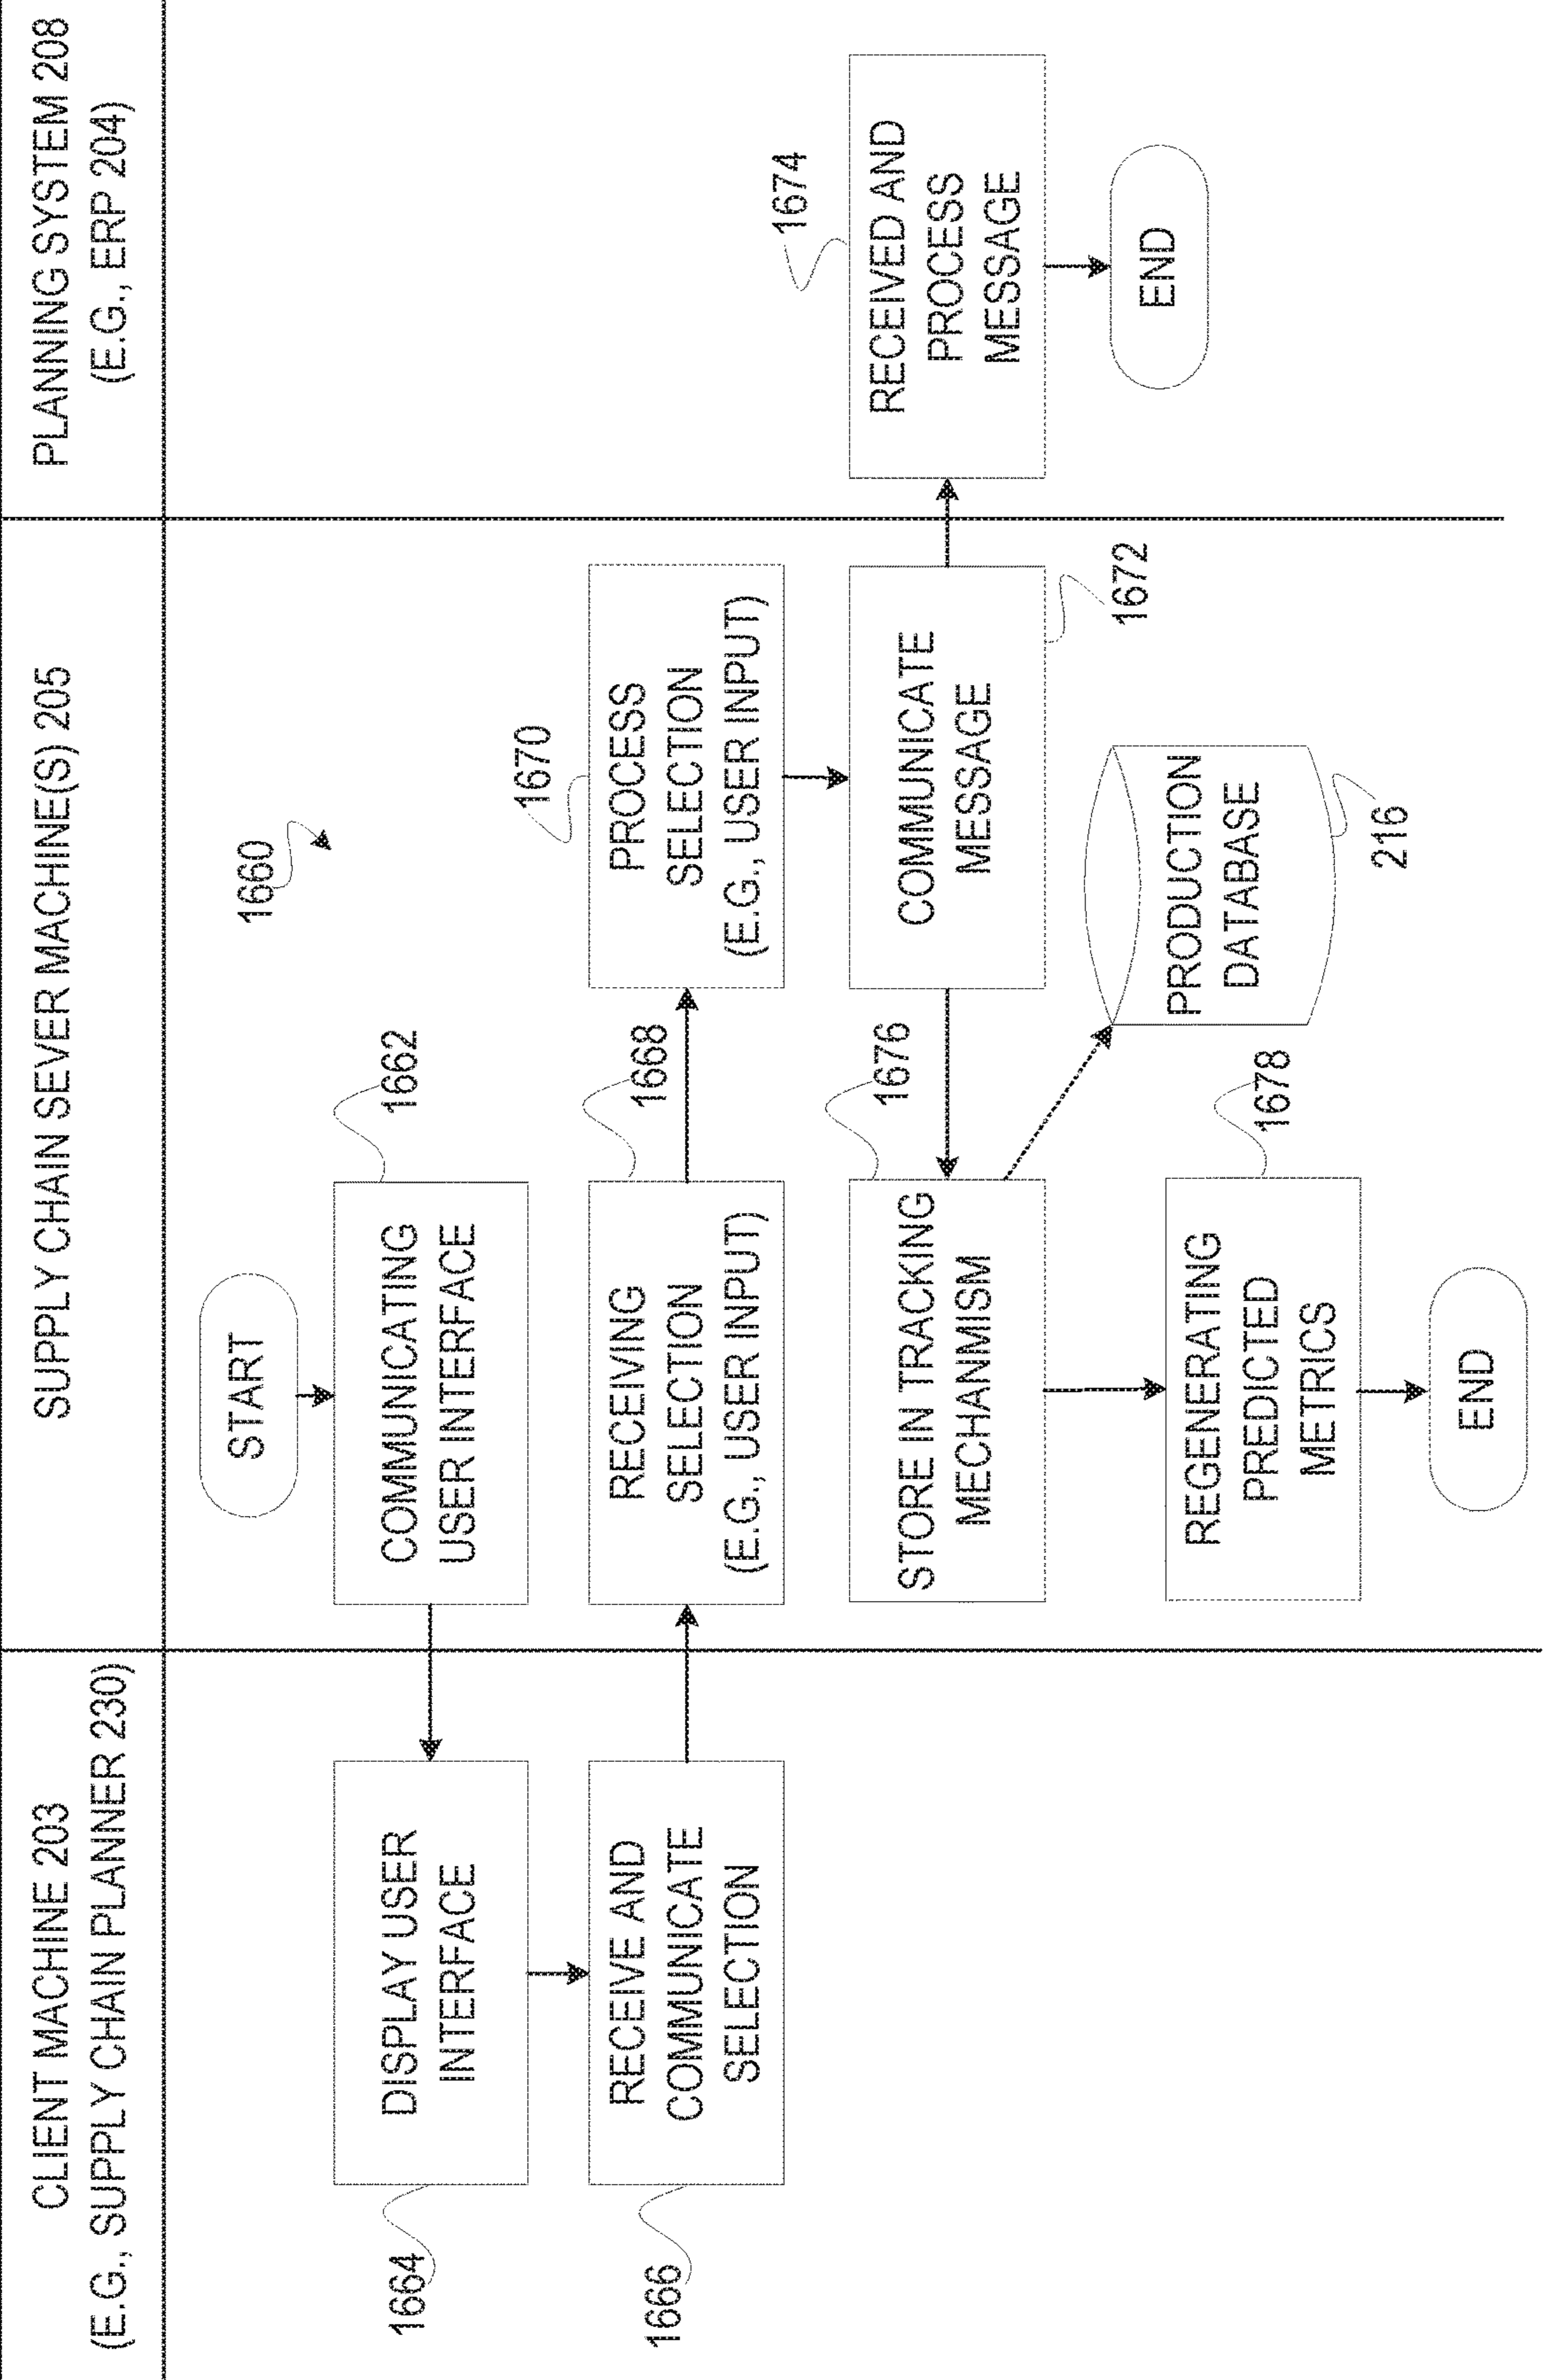 CLIENT MACHINE 203
(E.G., SUPPLY CHAIN PLANNER 230)
SUPPLY CHAIN SEVER MACHINE(S) 205
PLANNING SYSTEM 208
(E.G., ERP 204)
1660
START
1662
COMMUNICATING
USER INTERFACE
1664
DISPLAY USER
INTERFACE
1666
RECEIVE AND
COMMUNICATE
SELECTION
1668
RECEIVING
SELECTION
(E.G., USER INPUT)
1670
PROCESS
SELECTION
(E.G., USER INPUT)
COMMUNICATE
MESSAGE
1672
1674
RECEIVED AND
PROCESS
MESSAGE
END
1676
STORE IN TRACKING
MECHANMISM
PRODUCTION
DATABASE
216
1678
REGENERATING
PREDICTED
METRICS
END